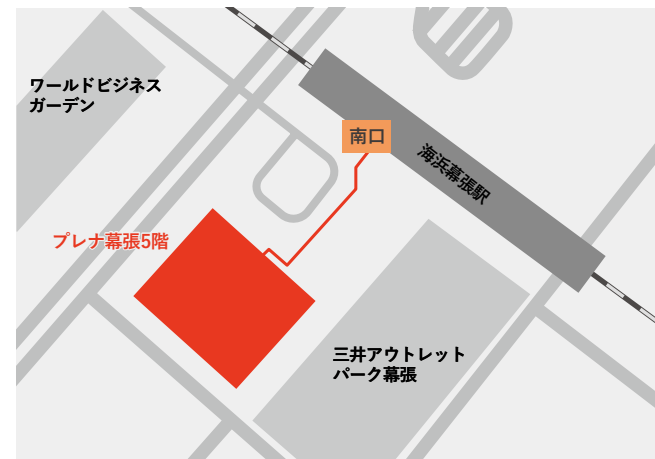 ワールドビジネス
ガーデン
南口
海浜幕張駅
プレナ幕張5階
三井アウトレット
パーク幕張